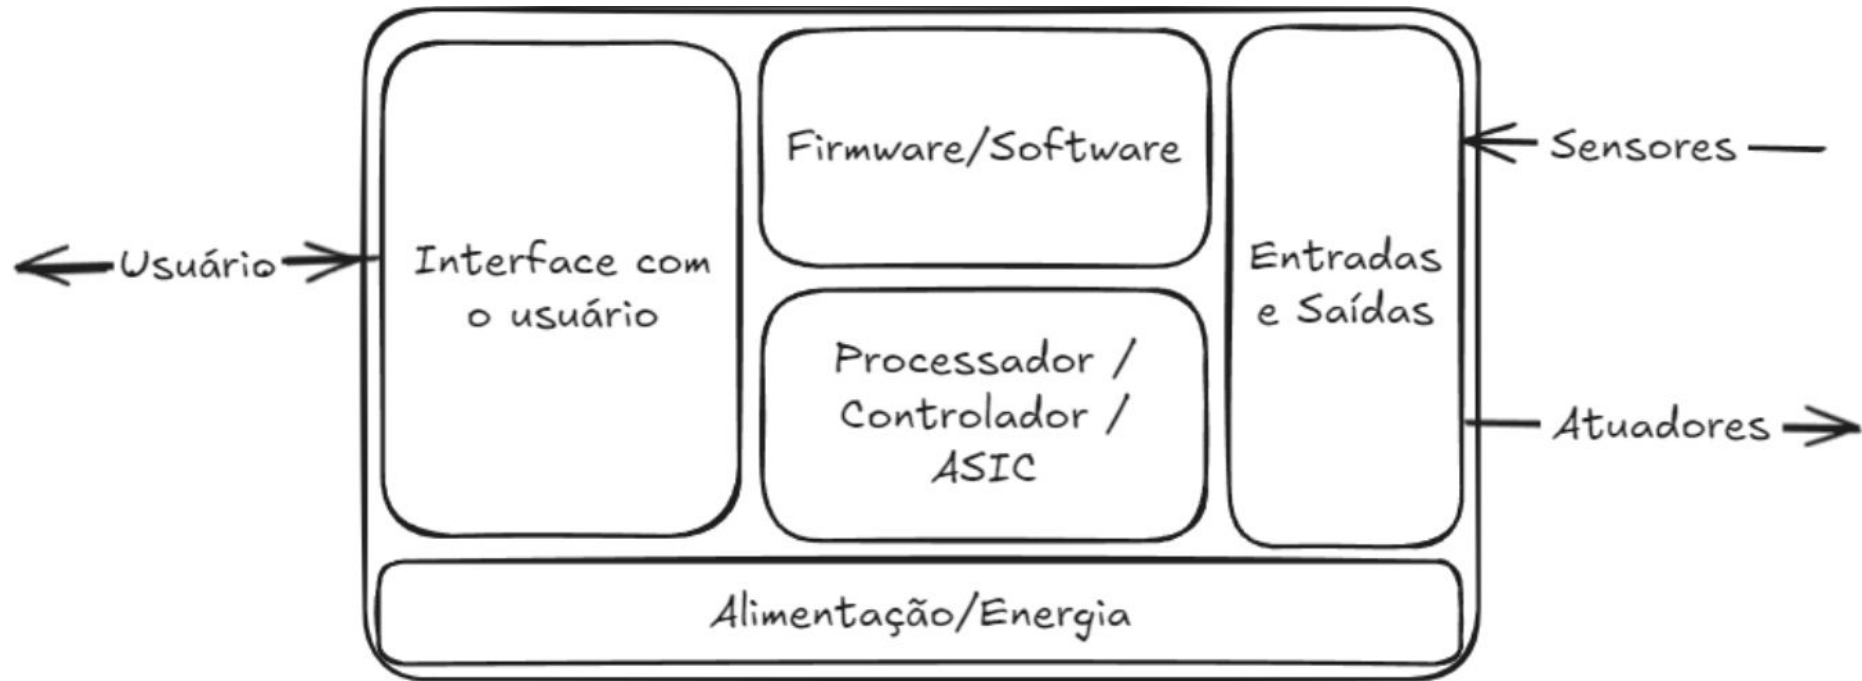 Usuário
Interface com
o usuário
Firmware/Software
Processador /
Controlador /
ASIC
Entradas
e Saídas
Sensores
Atuadores
Alimentação/Energia